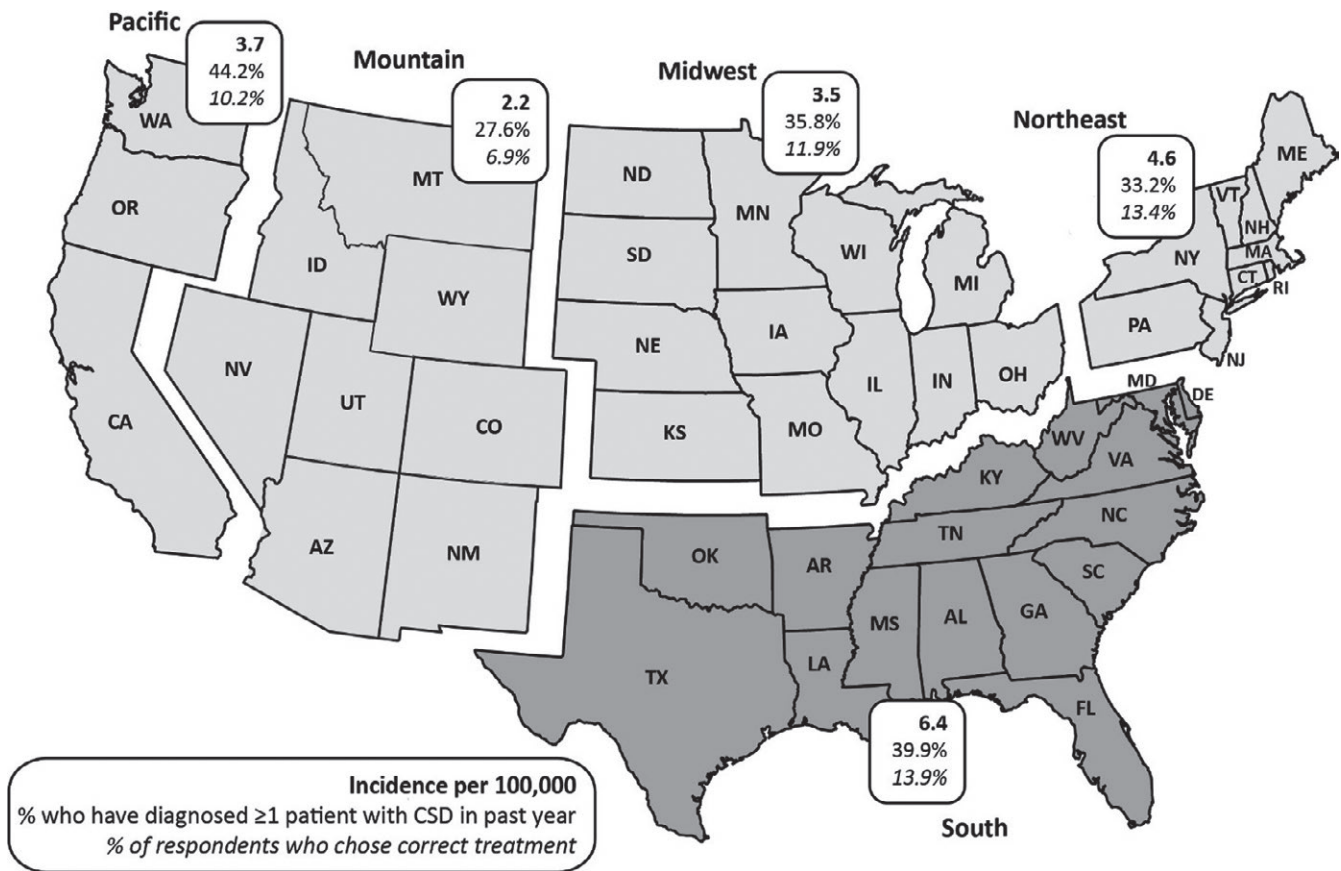 Pacific
3.7
44.2%
10.2%
Mountain
2.2
27.6%
6.9%
Midwest
3.5
35.8%
11.9%
Northeast
4.6
33.2%
13.4%
WA
OR
CA
MT
ID
WY
NV
UT
CO
AZ
NM
ND
SD
NE
KS
MN
IA
MO
WI
IL
MI
IN
OH
ME
VT
NH
NY
MA
CT
RI
PA
NJ
MD
DE
WV
VA
KY
NC
TN
SC
OK
AR
MS
AL
GA
LA
TX
FL
6.4
39.9%
13.9%
South
Incidence per 100,000
% who have diagnosed ≥1 patient with CSD in past year
% of respondents who chose correct treatment